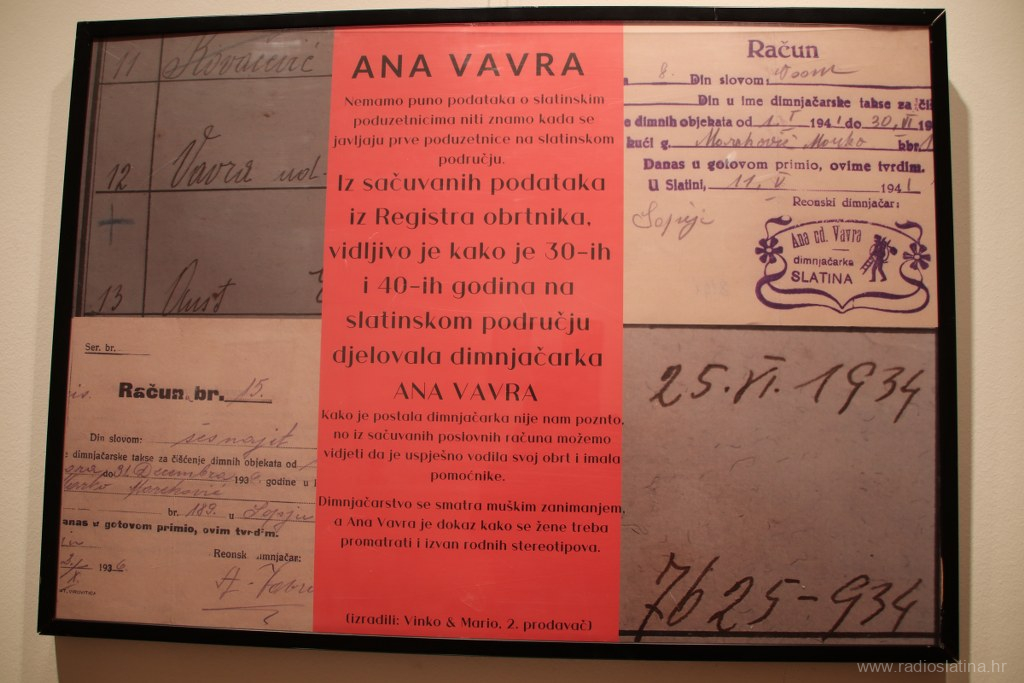 11 Kovačević
12 Vavra ud.
13
Ser. br.
Račun br. 15.
Din slovom: šesnajst
dimnjačarske takse za čišćenje dimnih objekata od
do 31. Decembra 193 godine u
br. 189. u Sopju
anas u gotovom primio, ovim tvrdim.
1936
Reonsk dimnjačar:
ANA VAVRA
Nemamo puno podataka o slatinskim
poduzetnicima niti znamo kada se
javljaju prve poduzetnice na slatinskom
području.
Iz sačuvanih podataka
iz Registra obrtnika,
vidljivo je kako je 30-ih
i 40-ih godina na
slatinskom području
djelovala dimnjačarka
ANA VAVRA
Kako je postala dimnjačarka nije nam poznto,
no iz sačuvanih poslovnih računa možemo
vidjeti da je uspješno vodila svoj obrt i imala
pomoćnike.
Dimnjačarstvo se smatra muškim zanimanjem,
a Ana Vavra je dokaz kako se žene treba
promatrati i izvan rodnih stereotipova.
(izradili: Vinko & Mario, 2. prodavač)
Račun
8. Din slovom: Osam
Din u ime dimnjačarske takse za či
e dimnih objekata od 1. V 1941 do 30. VI 19
kući g. Marko kbr.
Danas u gotovom primio, ovime tvrdim.
U Slatini, 11. V 1941
Reonski dimnjačar:
Ana ud. Vavra
dimnjačarka
SLATINA
25.VI.1934
7625-934
www.radioslatina.hr